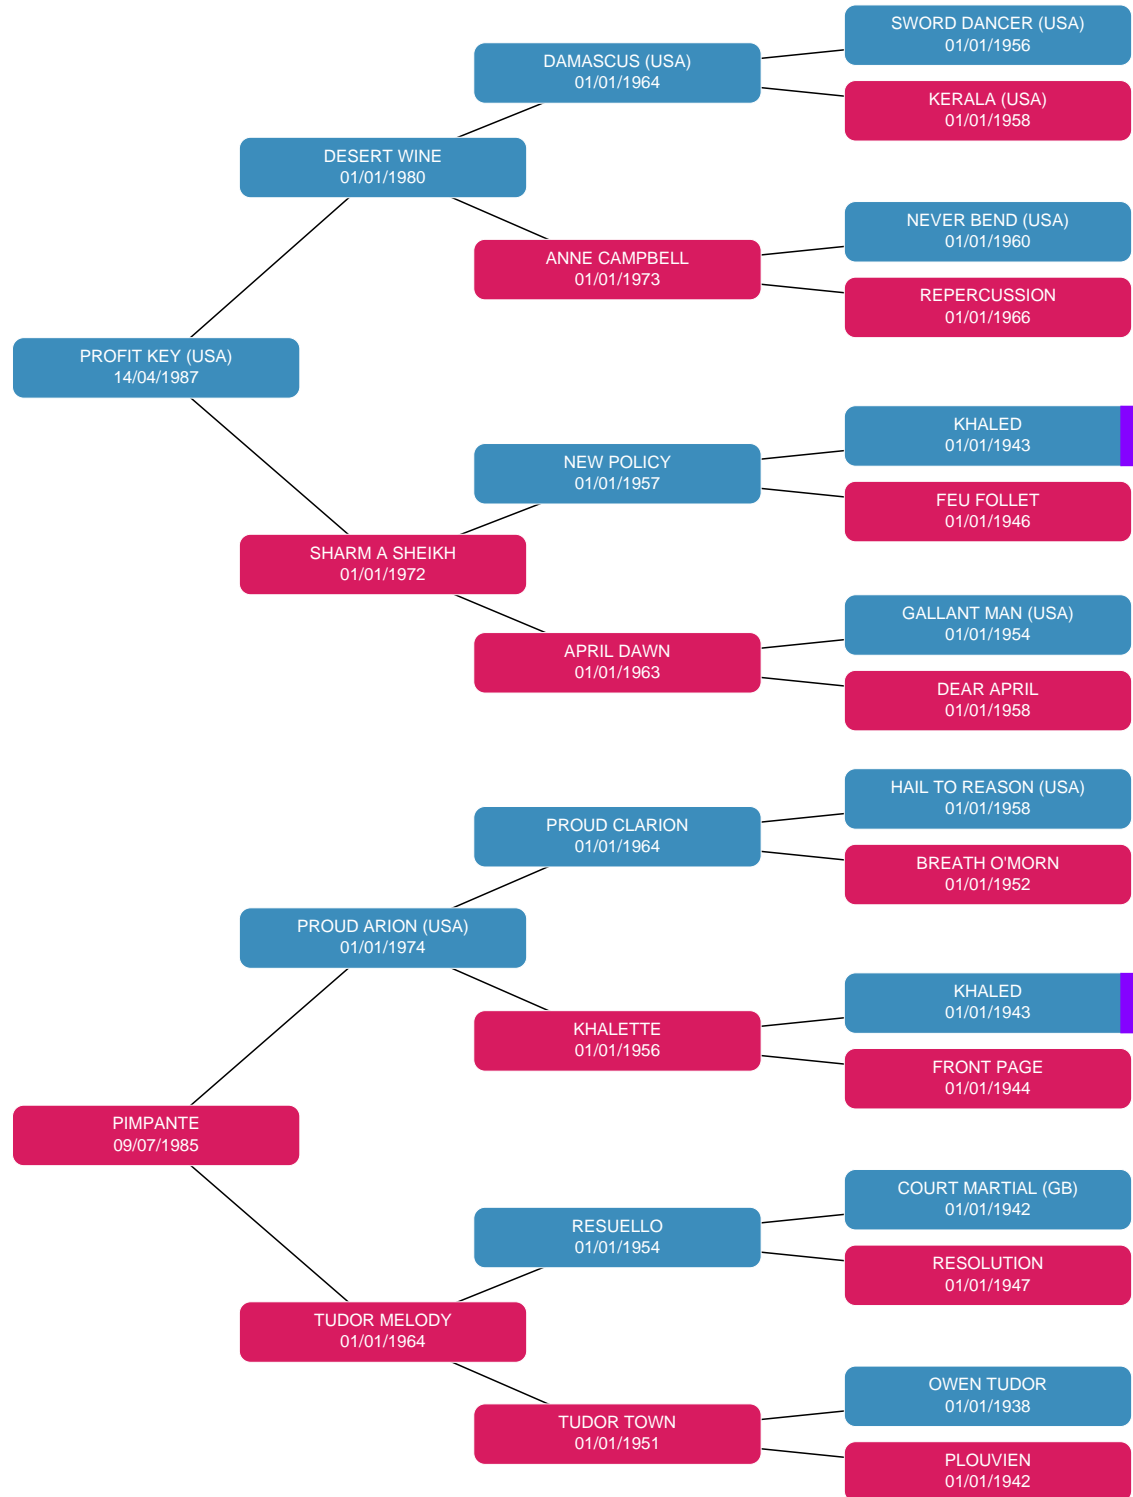 SWORD DANCER (USA)
01/01/1956
DAMASCUS (USA)
01/01/1964
KERALA (USA)
01/01/1958
DESERT WINE
01/01/1980
NEVER BEND (USA)
01/01/1960
ANNE CAMPBELL
01/01/1973
REPERCUSSION
01/01/1966
PROFIT KEY (USA)
14/04/1987
KHALED
01/01/1943
NEW POLICY
01/01/1957
FEU FOLLET
01/01/1946
SHARM A SHEIKH
01/01/1972
GALLANT MAN (USA)
01/01/1954
APRIL DAWN
01/01/1963
DEAR APRIL
01/01/1958
HAIL TO REASON (USA)
01/01/1958
PROUD CLARION
01/01/1964
BREATH O'MORN
01/01/1952
PROUD ARION (USA)
01/01/1974
KHALED
01/01/1943
KHALETTE
01/01/1956
FRONT PAGE
01/01/1944
PIMPANTE
09/07/1985
COURT MARTIAL (GB)
01/01/1942
RESUELLO
01/01/1954
RESOLUTION
01/01/1947
TUDOR MELODY
01/01/1964
OWEN TUDOR
01/01/1938
TUDOR TOWN
01/01/1951
PLOUVIEN
01/01/1942